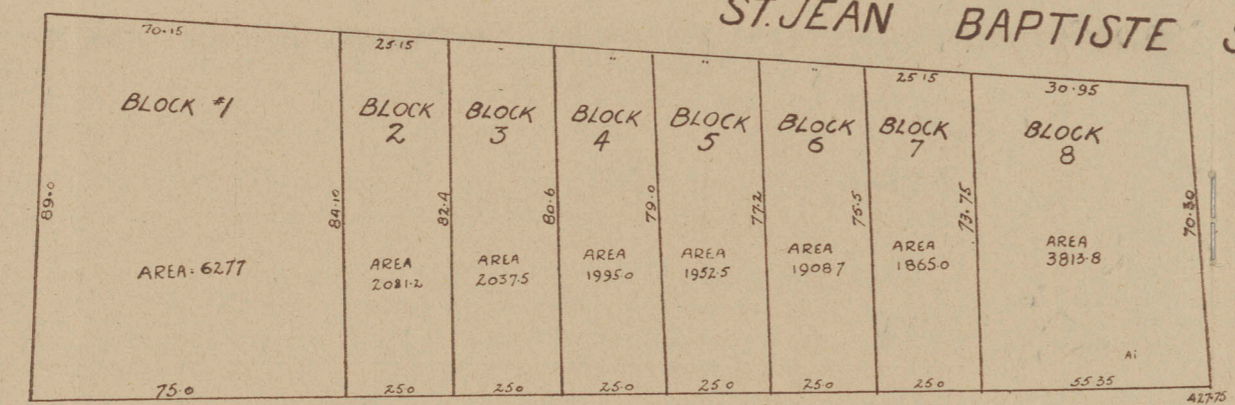 ST. JEAN BAPTISTE
70.15
25.15
"
"
"
25.15
30.95
BLOCK #1
BLOCK
2
BLOCK
3
BLOCK
4
BLOCK
5
BLOCK
6
BLOCK
7
BLOCK
8
89.0
84.10
82.4
80.6
79.0
77.2
75.5
73.75
70.30
AREA: 6277
AREA
2081.2
AREA
2037.5
AREA
1995.0
AREA
1952.5
AREA
1908.7
AREA
1865.0
AREA
3813.8
Ai
75.0
25.0
25.0
25.0
25.0
25.0
25.0
55.35
427.75